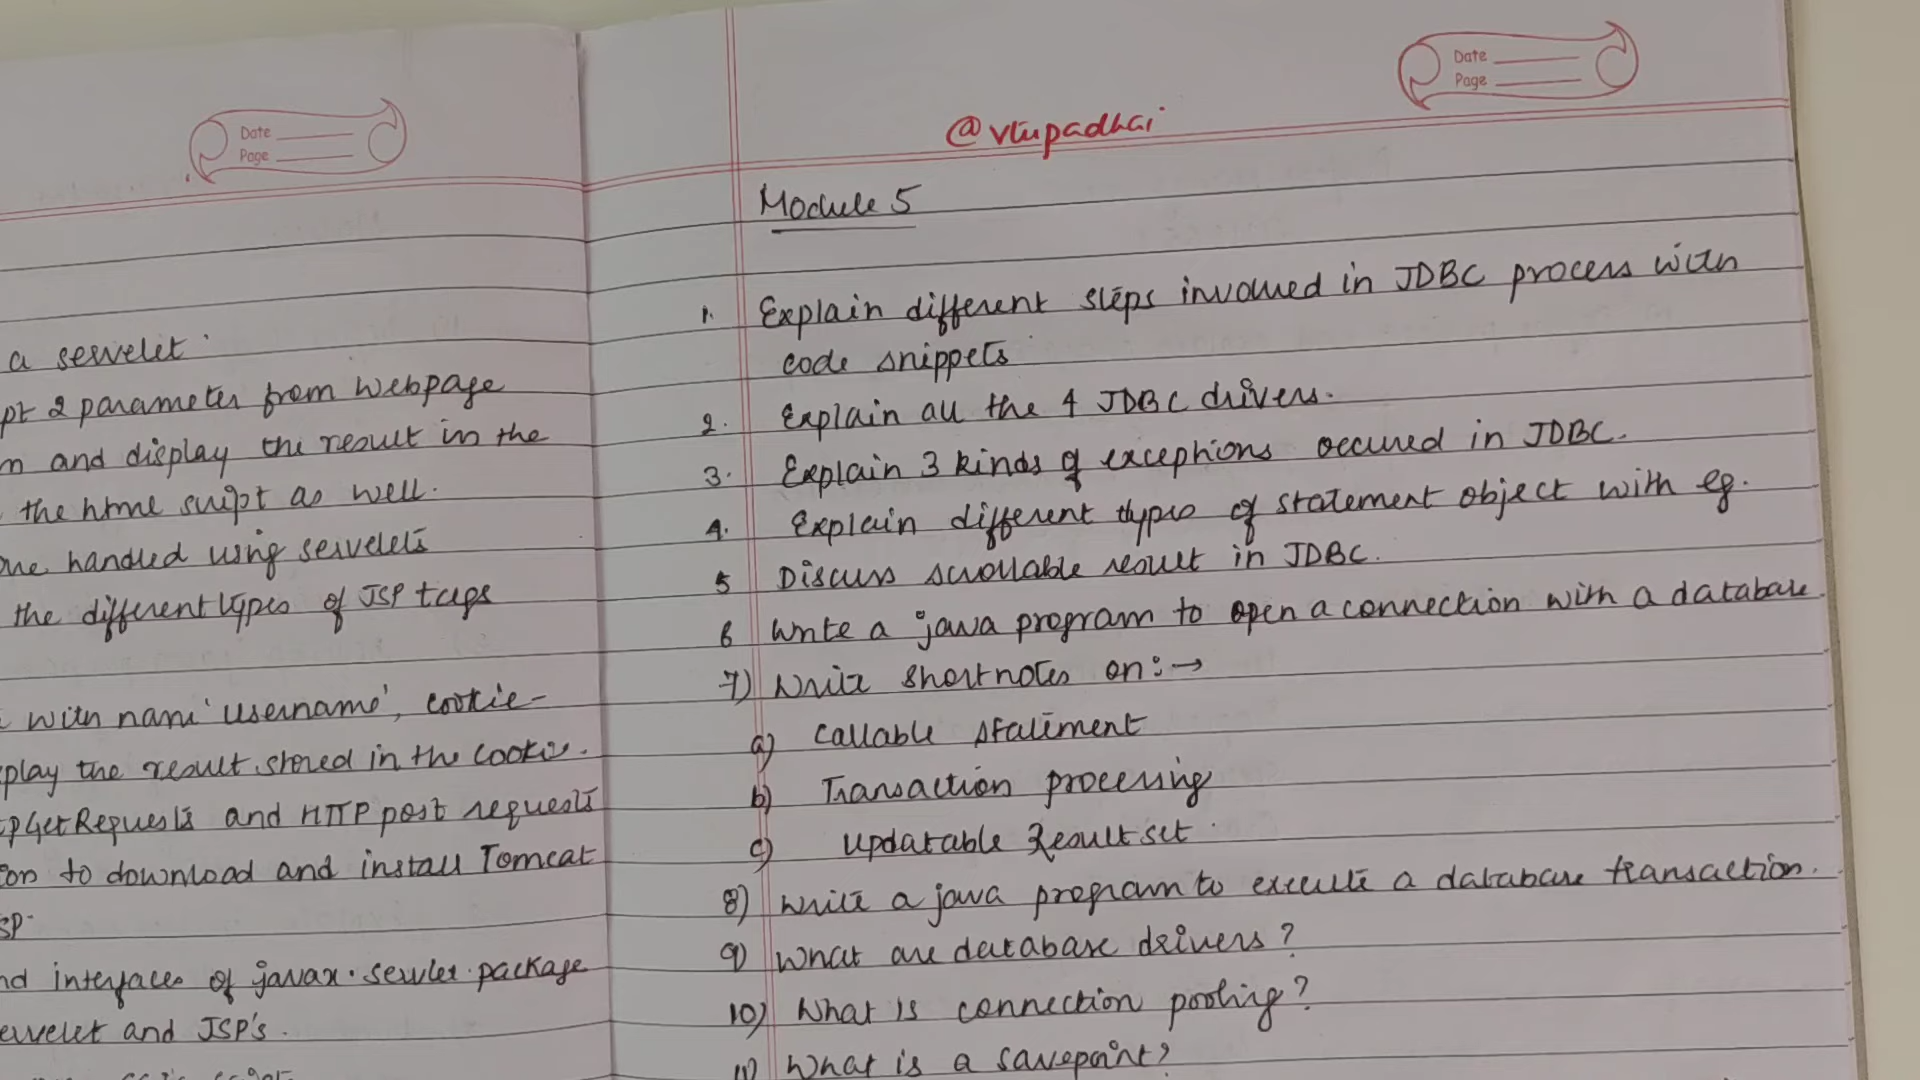 Date
Page
a servelet.
pt 2 parameter from webpage
n and display the result in the
the html script as well.
handled using servelets
the different types of JSP tags
with name 'username', cookie-
play the result stored in the cookie.
pGet Requests and HTTP post requests
ion to download and install Tomcat
sp.
nd interfaces of javax.servlet.package
ervelet and JSP's.
Date
Page
@vtupadhai
Module 5
1. Explain different steps involved in JDBC process with
code snippets
2. Explain all the 4 JDBC drivers.
3. Explain 3 kinds of exceptions occured in JDBC.
4. Explain different types of statement object with eg.
5 Discuss scrollable result in JDBC.
6 Write a java program to open a connection with a database.
7) Write shortnotes on:→
a) callable statement
b) Transaction processing
c) updatable Resultset.
8) write a java program to execute a database transaction.
9) What are database drivers?
10) What is connection pooling?
11) What is a savepoint?